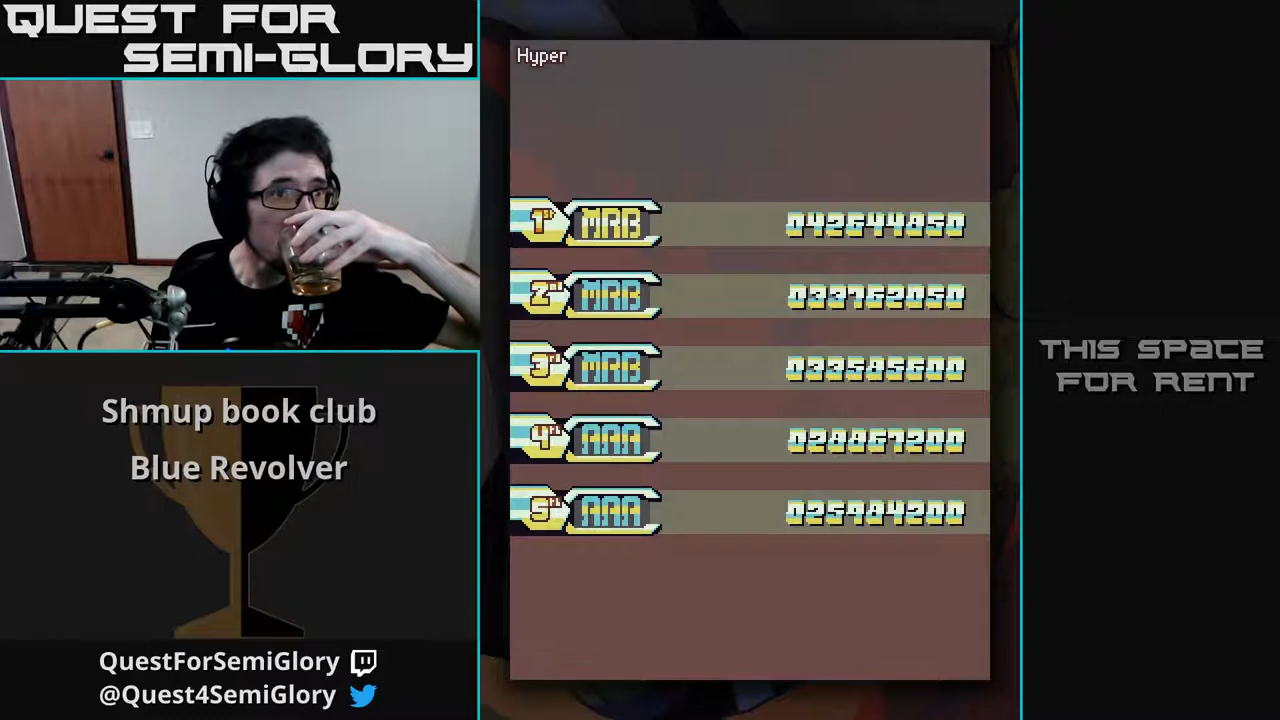 QUEST FOR
SEMI-GLORY
Hyper
1st MRB 042644850
2nd MRB 033762050
3rd MRB 033585600
4th AAA 028867200
5th AAA 025984200
THIS SPACE
FOR RENT
Shmup book club
Blue Revolver
QuestForSemiGlory
@Quest4SemiGlory